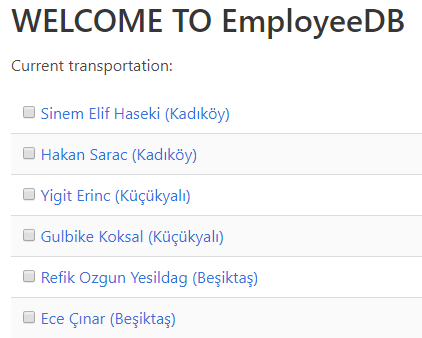 WELCOME TO EmployeeDB
Current transportation:
Sinem Elif Haseki (Kadıköy)
Hakan Sarac (Kadıköy)
Yigit Erinc (Küçükyalı)
Gulbike Koksal (Küçükyalı)
Refik Ozgun Yesildag (Beşiktaş)
Ece Çınar (Beşiktaş)